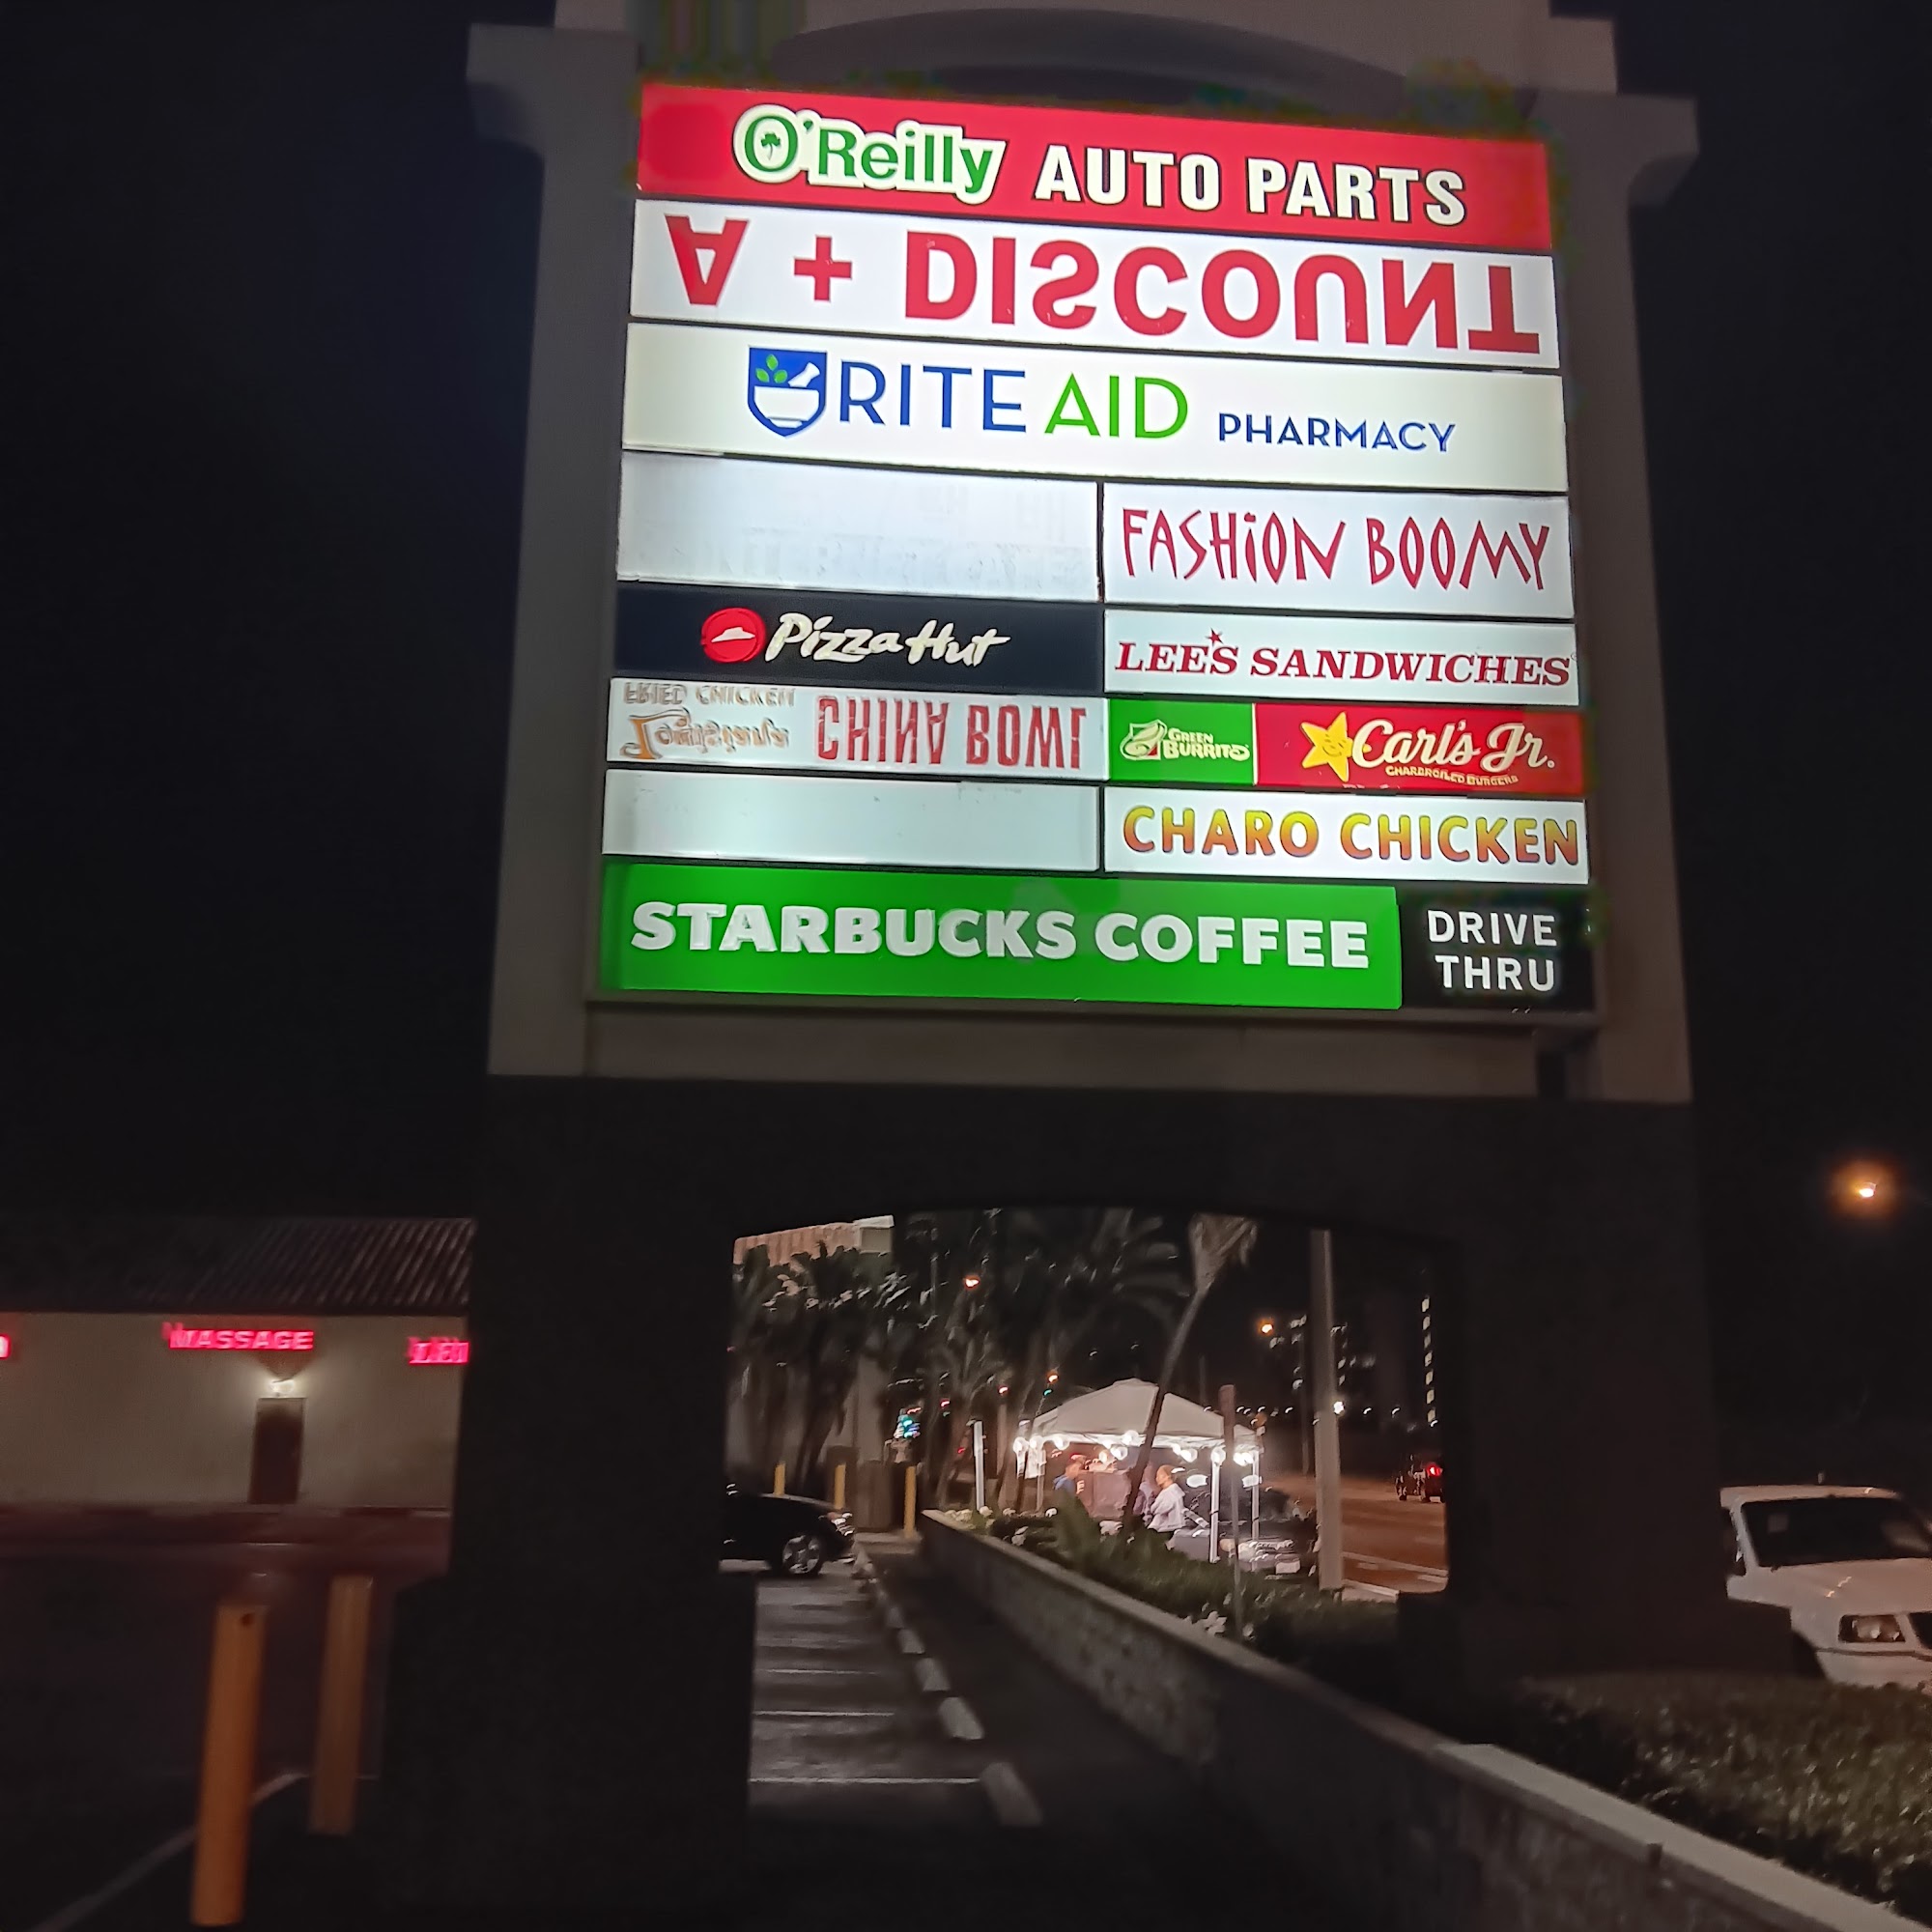 O'Reilly AUTO PARTS
A + DISCOUNT
RITE AID PHARMACY
FASHION BOOMY
Pizza Hut
LEE'S SANDWICHES
FRIED CHICKEN
Louisiana
CHINA BOWL
GREEN BURRITO
Carl's Jr.
CHARBROILED BURGERS
CHARO CHICKEN
STARBUCKS COFFEE
DRIVE
THRU
MASSAGE